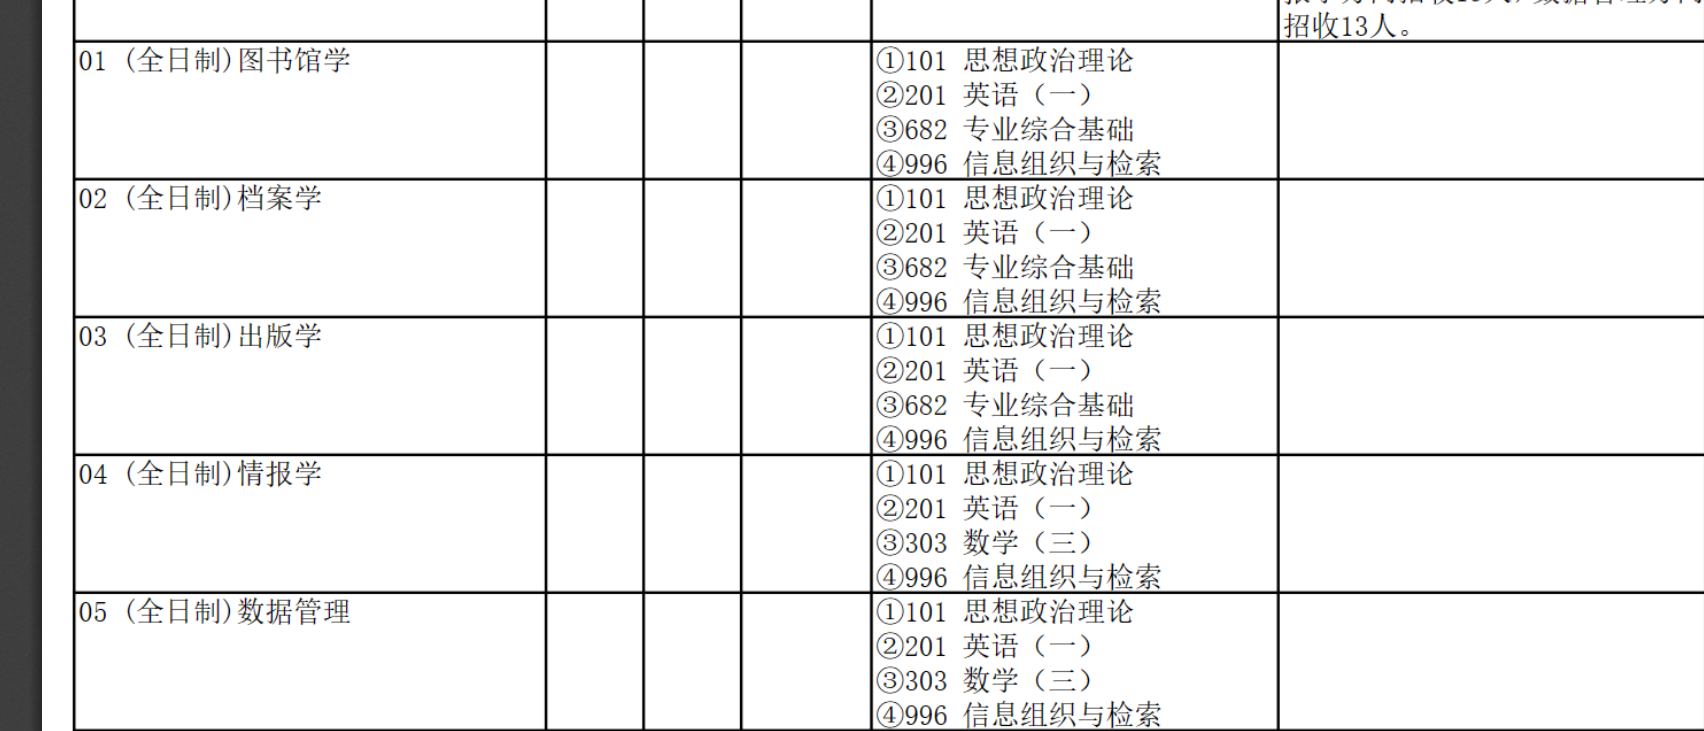 招收13人。
01 (全日制)图书馆学
①101 思想政治理论
②201 英语（一）
③682 专业综合基础
④996 信息组织与检索
02 (全日制)档案学
①101 思想政治理论
②201 英语（一）
③682 专业综合基础
④996 信息组织与检索
03 (全日制)出版学
①101 思想政治理论
②201 英语（一）
③682 专业综合基础
④996 信息组织与检索
04 (全日制)情报学
①101 思想政治理论
②201 英语（一）
③303 数学（三）
④996 信息组织与检索
05 (全日制)数据管理
①101 思想政治理论
②201 英语（一）
③303 数学（三）
④996 信息组织与检索